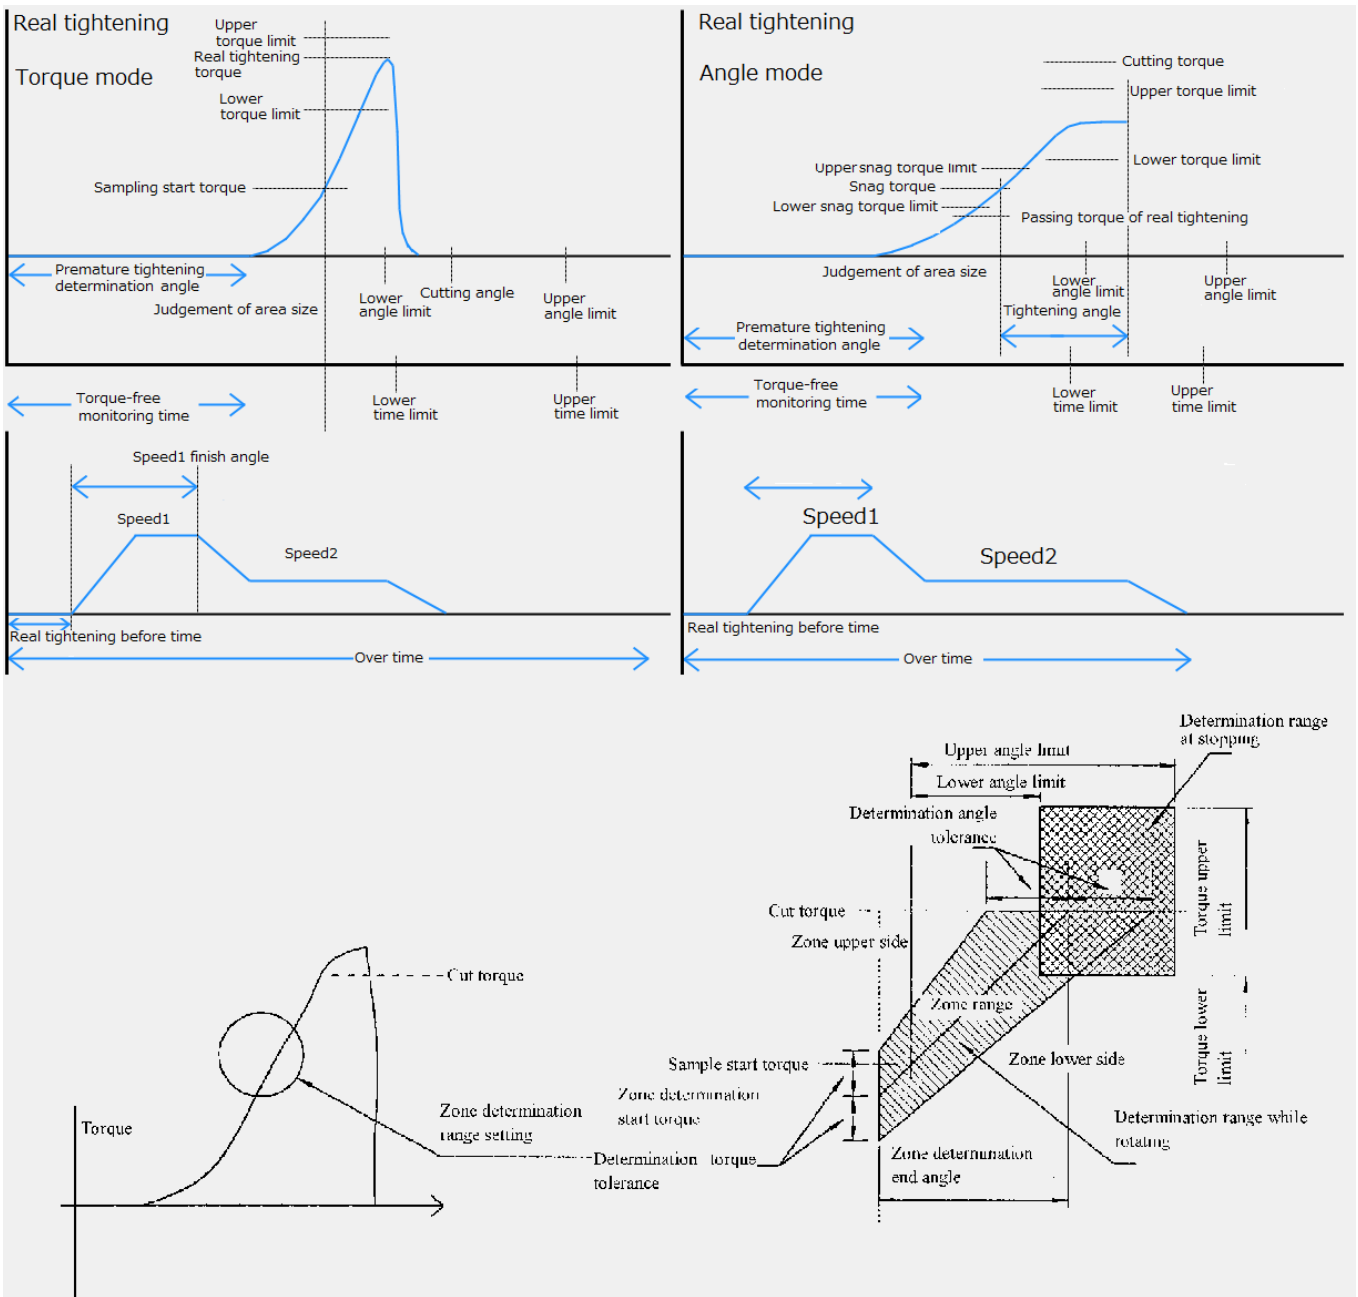 Real tightening
Torque mode
Upper
torque limit
Real tightening
torque
Lower
torque limit
Sampling start torque
Premature tightening
determination angle
Judgement of area size
Lower
angle limit
Cutting angle
Upper
angle limit
Torque-free
monitoring time
Lower
time limit
Upper
time limit
Speed1 finish angle
Speed1
Speed2
Real tightening before time
Over time
Real tightening
Angle mode
Cutting torque
Upper torque limit
Lower torque limit
Upper snag torque limit
Snag torque
Lower snag torque limit
Passing torque of real tightening
Judgement of area size
Lower
angle limit
Upper
angle limit
Tightening angle
Premature tightening
determination angle
Torque-free
monitoring time
Lower
time limit
Upper
time limit
Speed1
Speed2
Real tightening before time
Over time
Cut torque
Torque
Zone determination
range setting
Determination range
at stopping
Upper angle limit
Lower angle limit
Determination angle
tolerance
Cut torque
Zone upper side
Torque upper
limit
Zone range
Torque lower
limit
Sample start torque
Zone lower side
Zone determination
start torque
Determination range while
rotating
Determination torque
tolerance
Zone determination
end angle